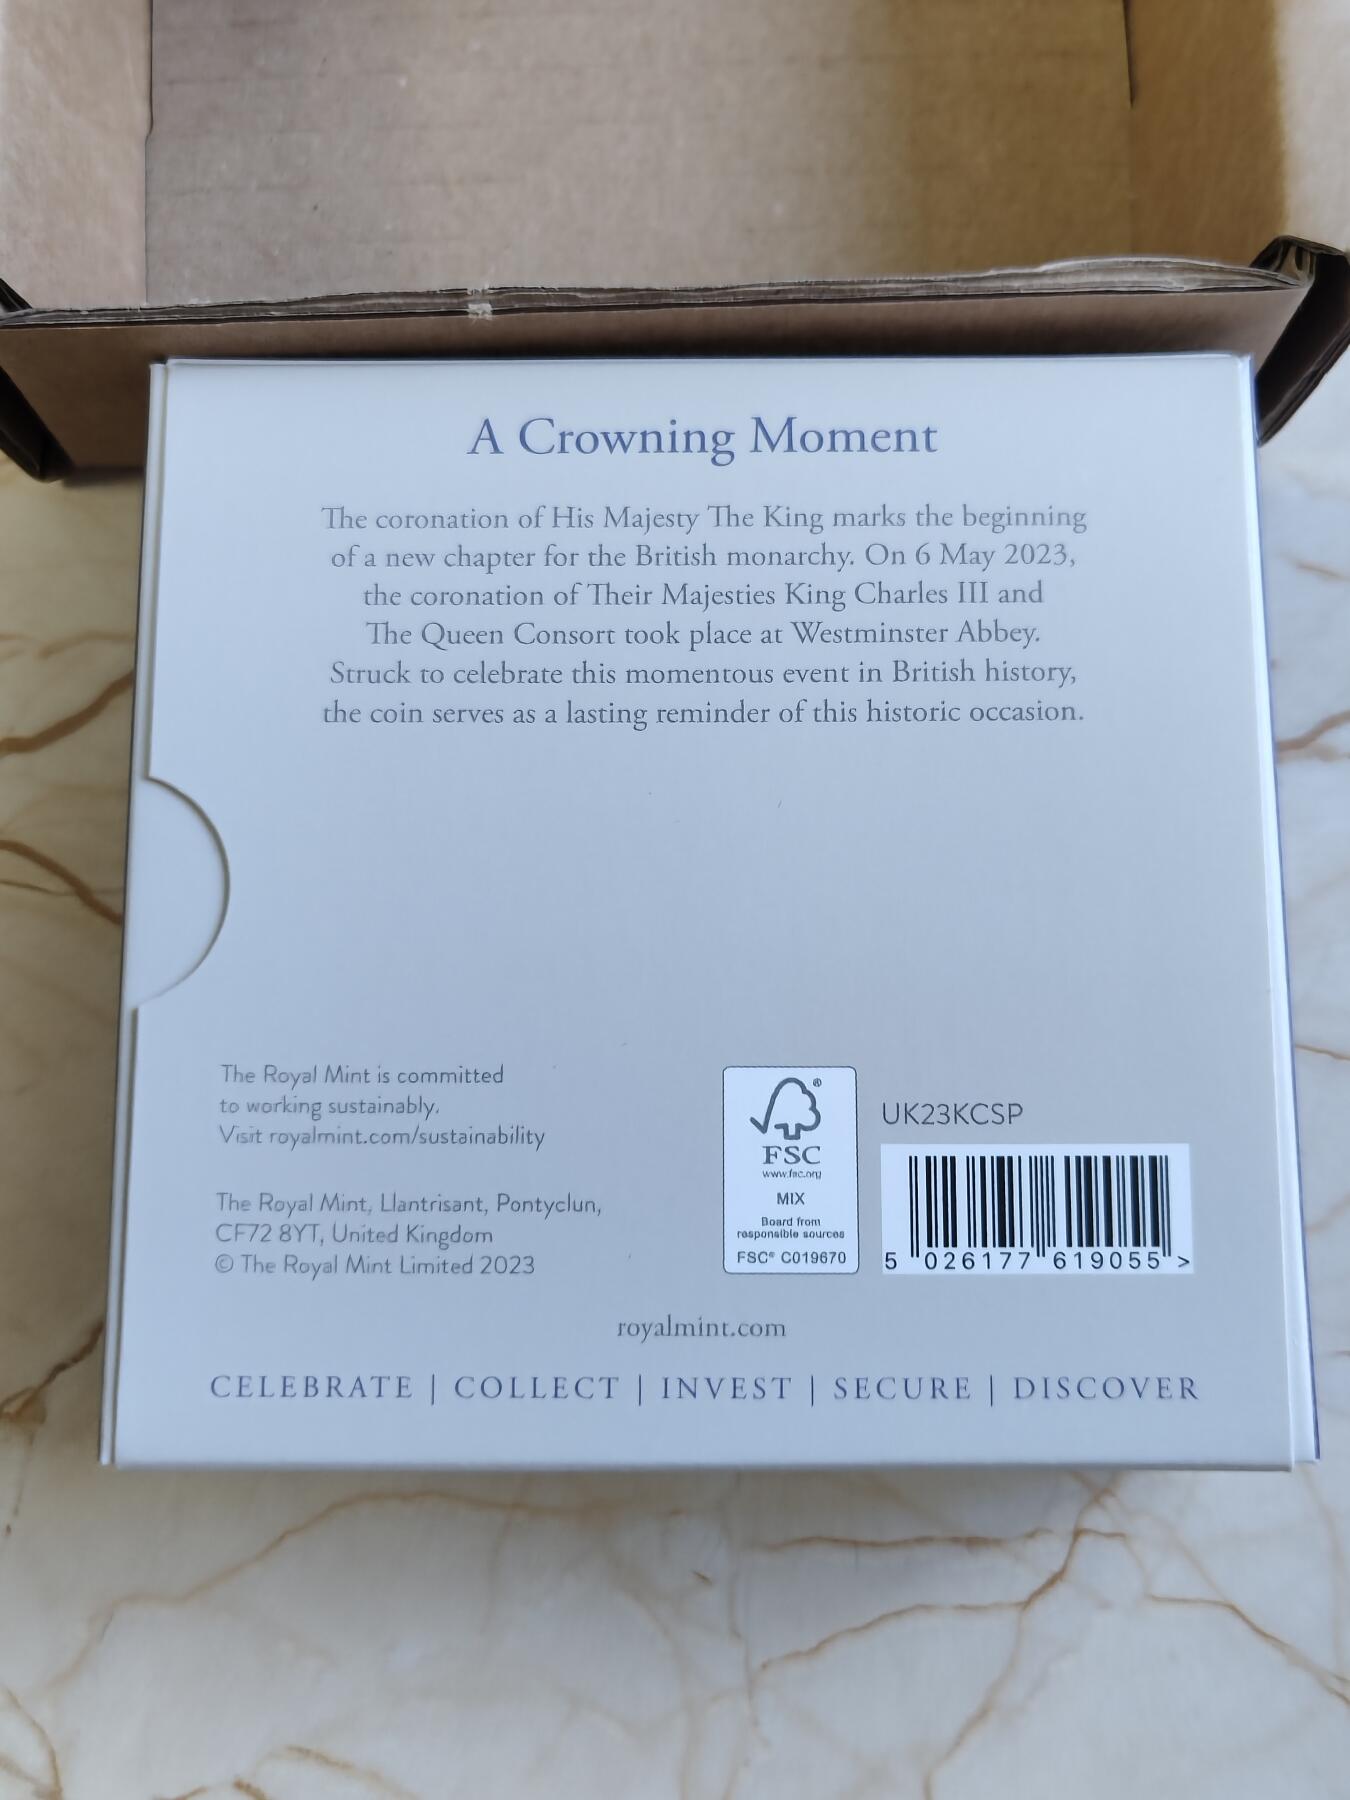 A Crowning Moment
The coronation of His Majesty The King marks the beginning
of a new chapter for the British monarchy. On 6 May 2023,
the coronation of Their Majesties King Charles III and
The Queen Consort took place at Westminster Abbey.
Struck to celebrate this momentous event in British history,
the coin serves as a lasting reminder of this historic occasion.
The Royal Mint is committed
to working sustainably.
Visit royalmint.com/sustainability
The Royal Mint, Llantrisant, Pontyclun,
CF72 8YT, United Kingdom
© The Royal Mint Limited 2023
®
FSC
www.fsc.org
MIX
Board from
responsible sources
FSC® C019670
UK23KCSP
5 026177 619055 >
royalmint.com
CELEBRATE | COLLECT | INVEST | SECURE | DISCOVER